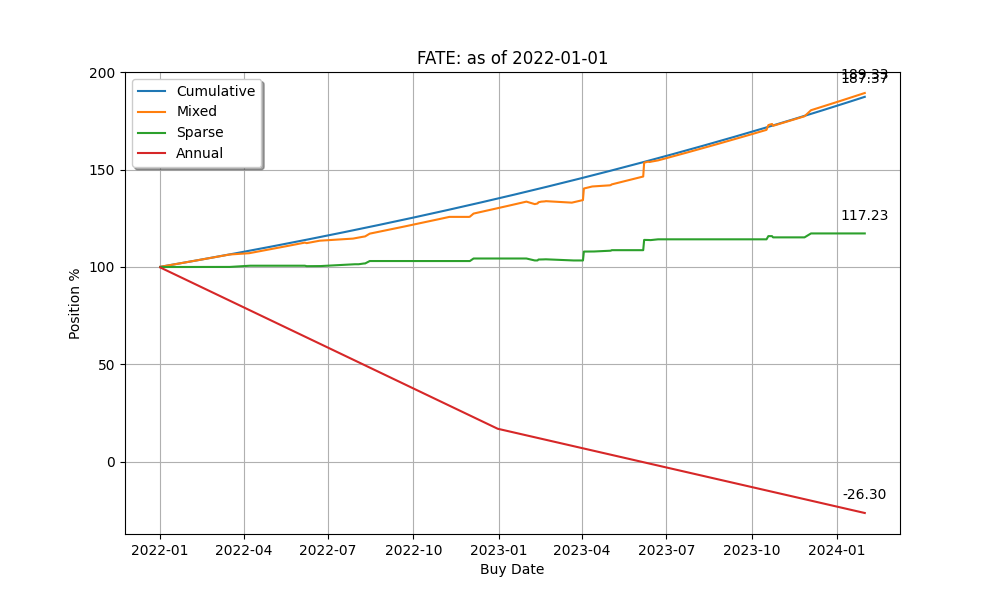 FATE: as of 2022-01-01
200
150
100
50
0
Position %
Cumulative
Mixed
Sparse
Annual
189.33
187.37
117.23
-26.30
2022-01 2022-04 2022-07 2022-10 2023-01 2023-04 2023-07 2023-10 2024-01
Buy Date